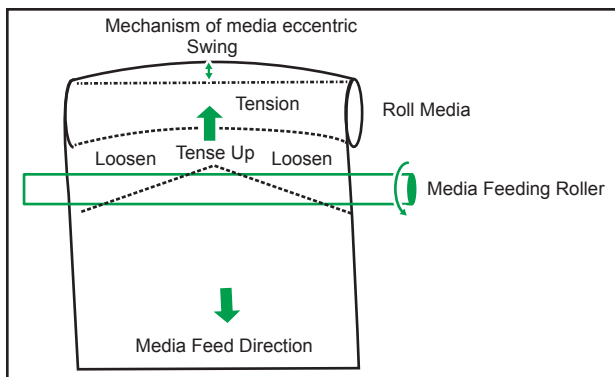 Mechanism of media eccentric
Swing
Tension
Roll Media
Loosen
Tense Up
Loosen
Media Feeding Roller
Media Feed Direction